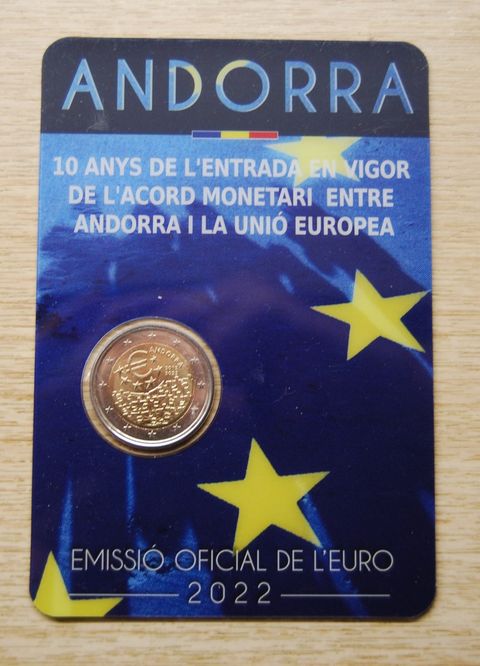 ANDORRA
10 ANYS DE L'ENTRADA EN VIGOR
DE L'ACORD MONETARI ENTRE
ANDORRA I LA UNIÓ EUROPEA
ANDORRA
EMISSIÓ OFICIAL DE L'EURO
2022